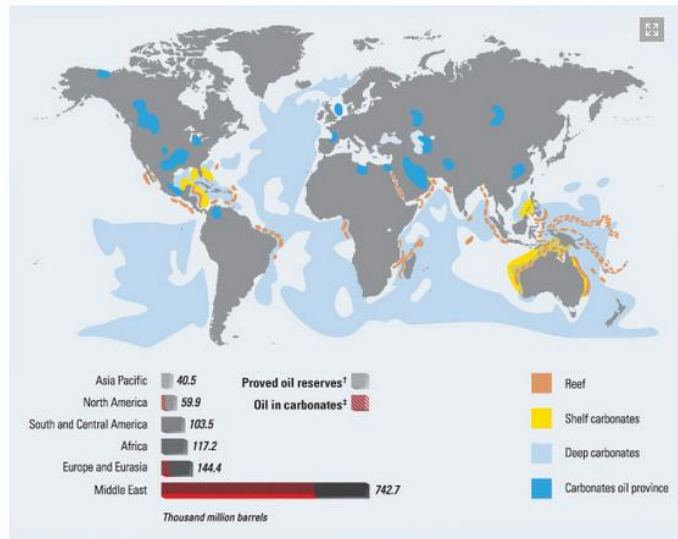 Asia Pacific 40.5
North America 59.9
South and Central America 103.5
Africa 117.2
Europe and Eurasia 144.4
Middle East 742.7
Thousand million barrels
Proved oil reserves†
Oil in carbonates‡
Reef
Shelf carbonates
Deep carbonates
Carbonates oil province